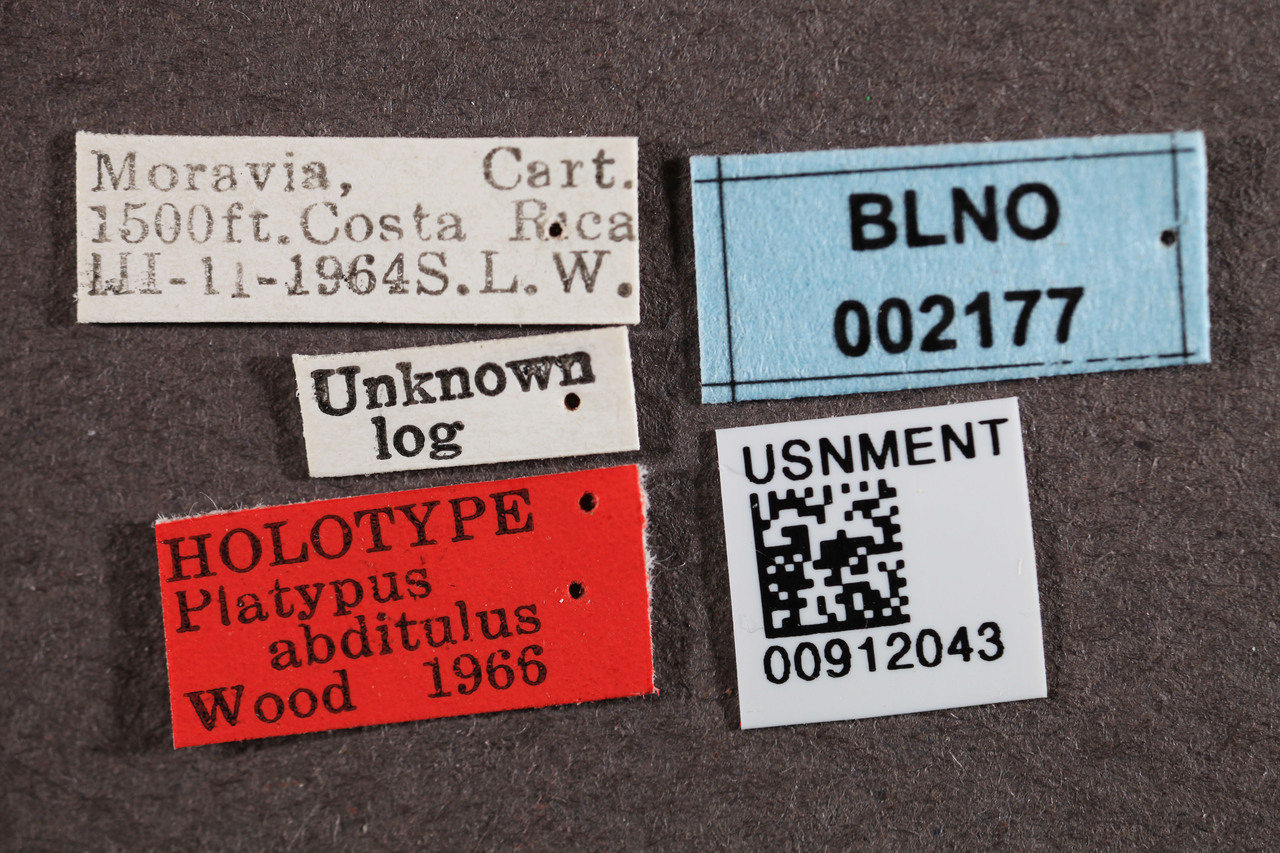 Moravia, Cart.
1500ft. Costa Rica
III-11-1964 S.L.W.
Unknown
log
HOLOTYPE
Platypus
abditulus
Wood 1966
BLNO
002177
USNMENT
00912043